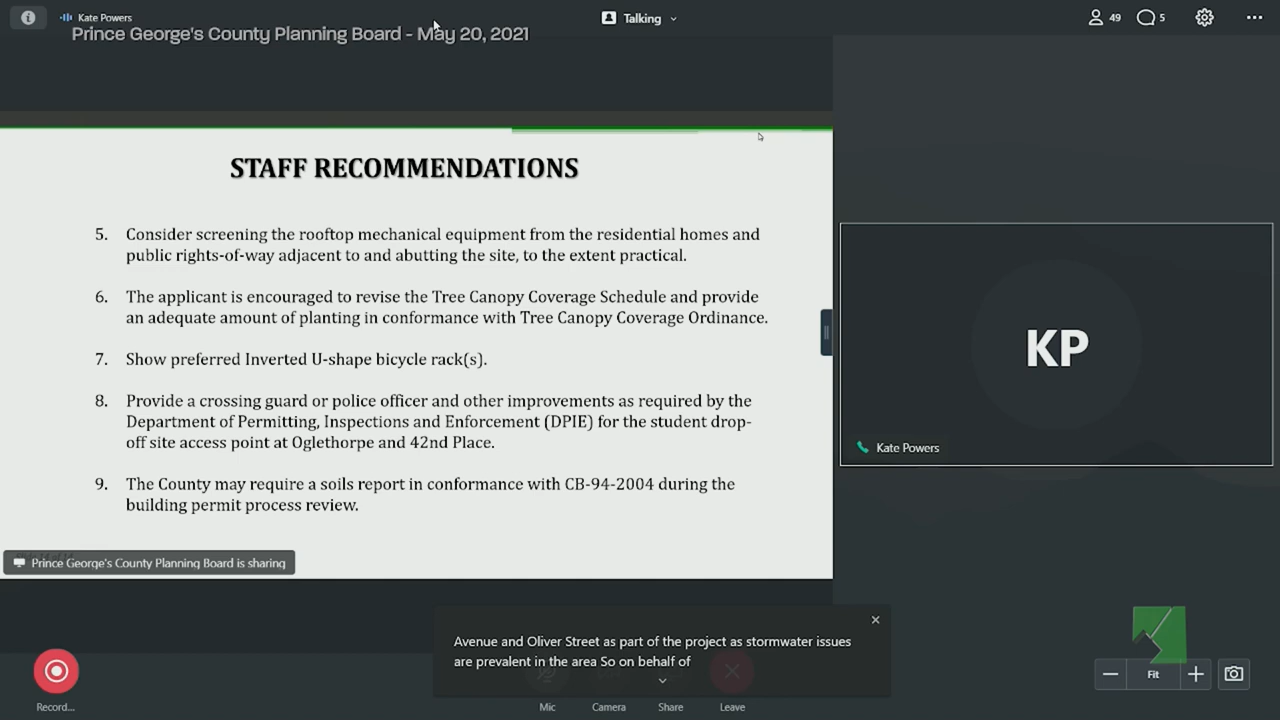 Kate Powers
Talking
49
5
Prince George's County Planning Board - May 20, 2021
STAFF RECOMMENDATIONS
5. Consider screening the rooftop mechanical equipment from the residential homes and
public rights-of-way adjacent to and abutting the site, to the extent practical.
6. The applicant is encouraged to revise the Tree Canopy Coverage Schedule and provide
an adequate amount of planting in conformance with Tree Canopy Coverage Ordinance.
7. Show preferred Inverted U-shape bicycle rack(s).
8. Provide a crossing guard or police officer and other improvements as required by the
Department of Permitting, Inspections and Enforcement (DPIE) for the student drop-
off site access point at Oglethorpe and 42nd Place.
9. The County may require a soils report in conformance with CB-94-2004 during the
building permit process review.
KP
Kate Powers
Prince George's County Planning Board is sharing
Avenue and Oliver Street as part of the project as stormwater issues
are prevalent in the area So on behalf of
Fit
Record...
Mic
Camera
Share
Leave